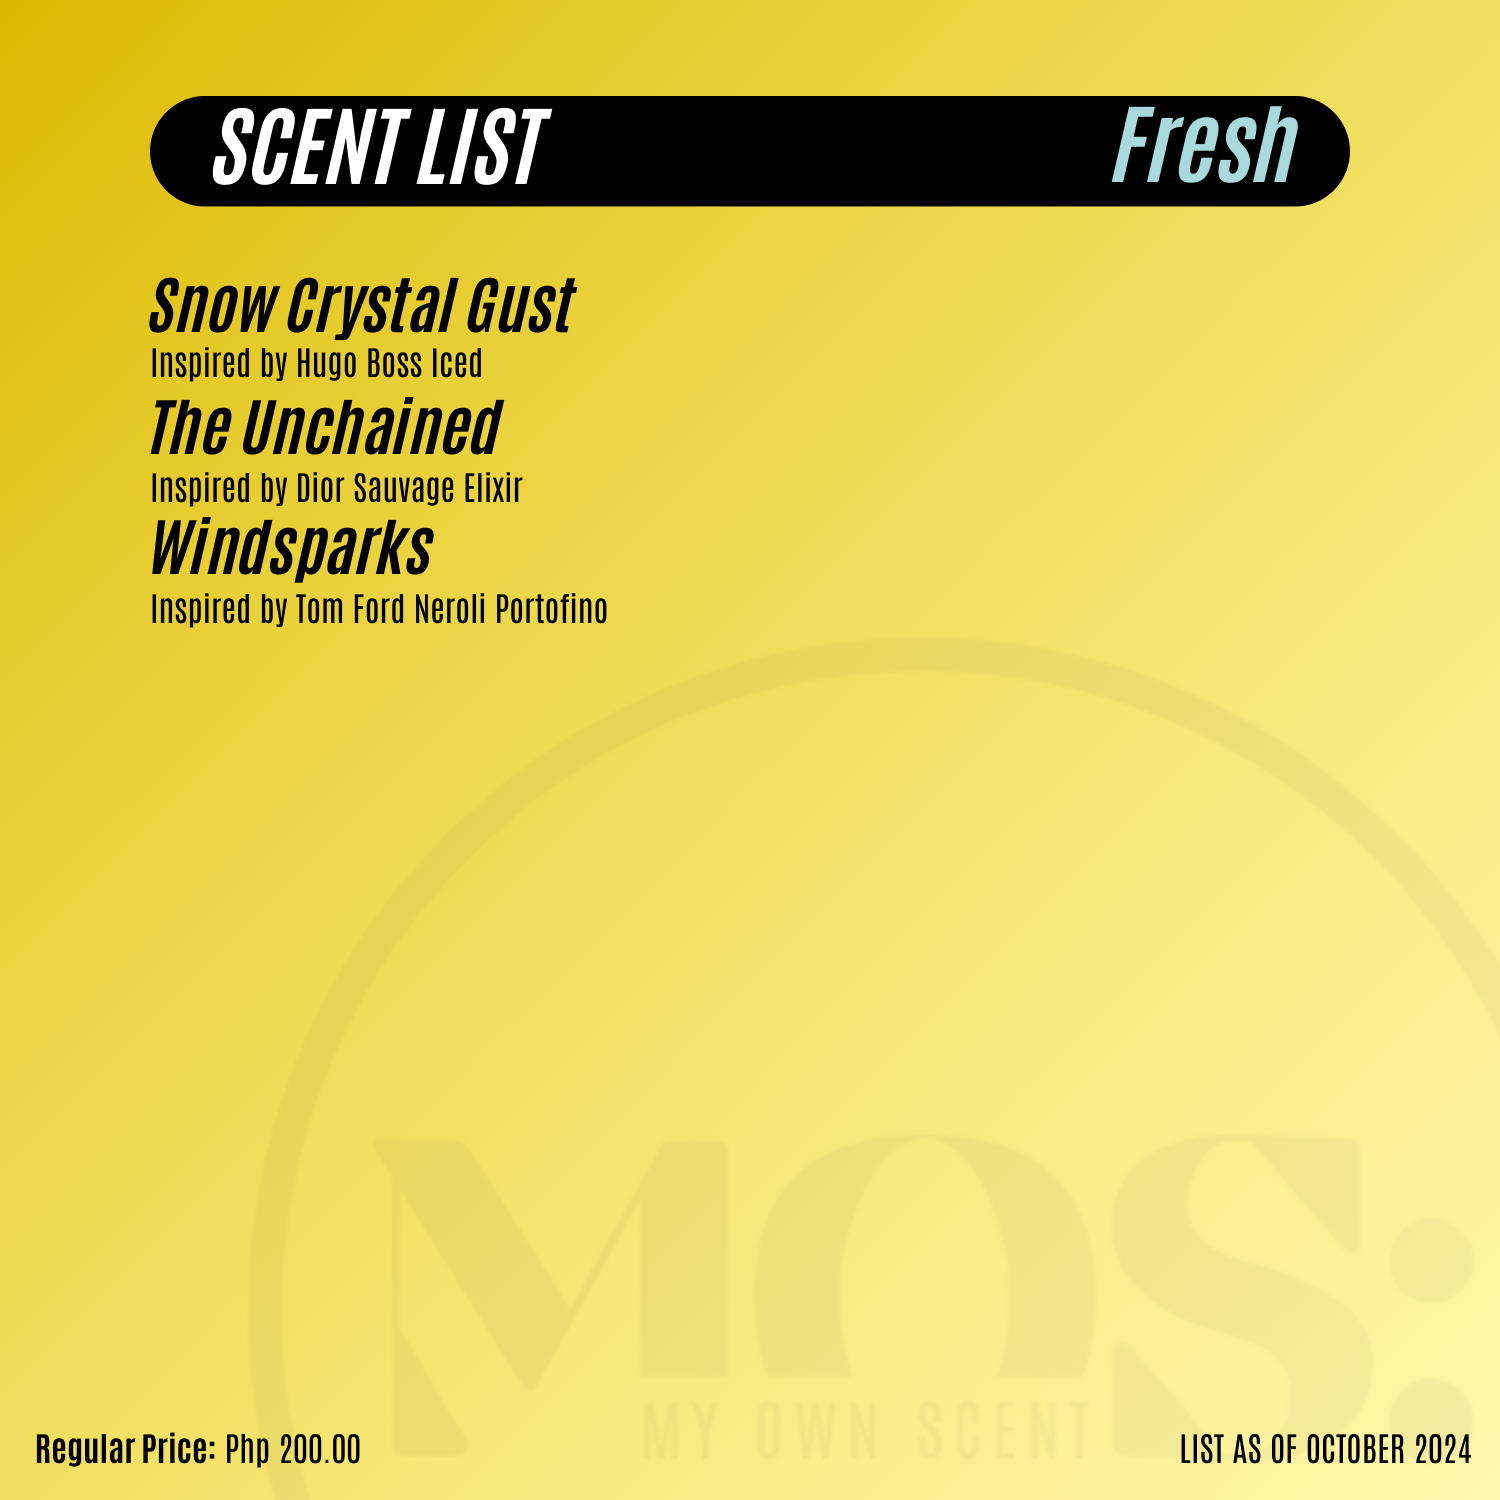 SCENT LIST Fresh
Snow Crystal Gust
Inspired by Hugo Boss Iced
The Unchained
Inspired by Dior Sauvage Elixir
Windsparks
Inspired by Tom Ford Neroli Portofino
MOS:
MY OWN SCENT
Regular Price: Php 200.00
LIST AS OF OCTOBER 2024